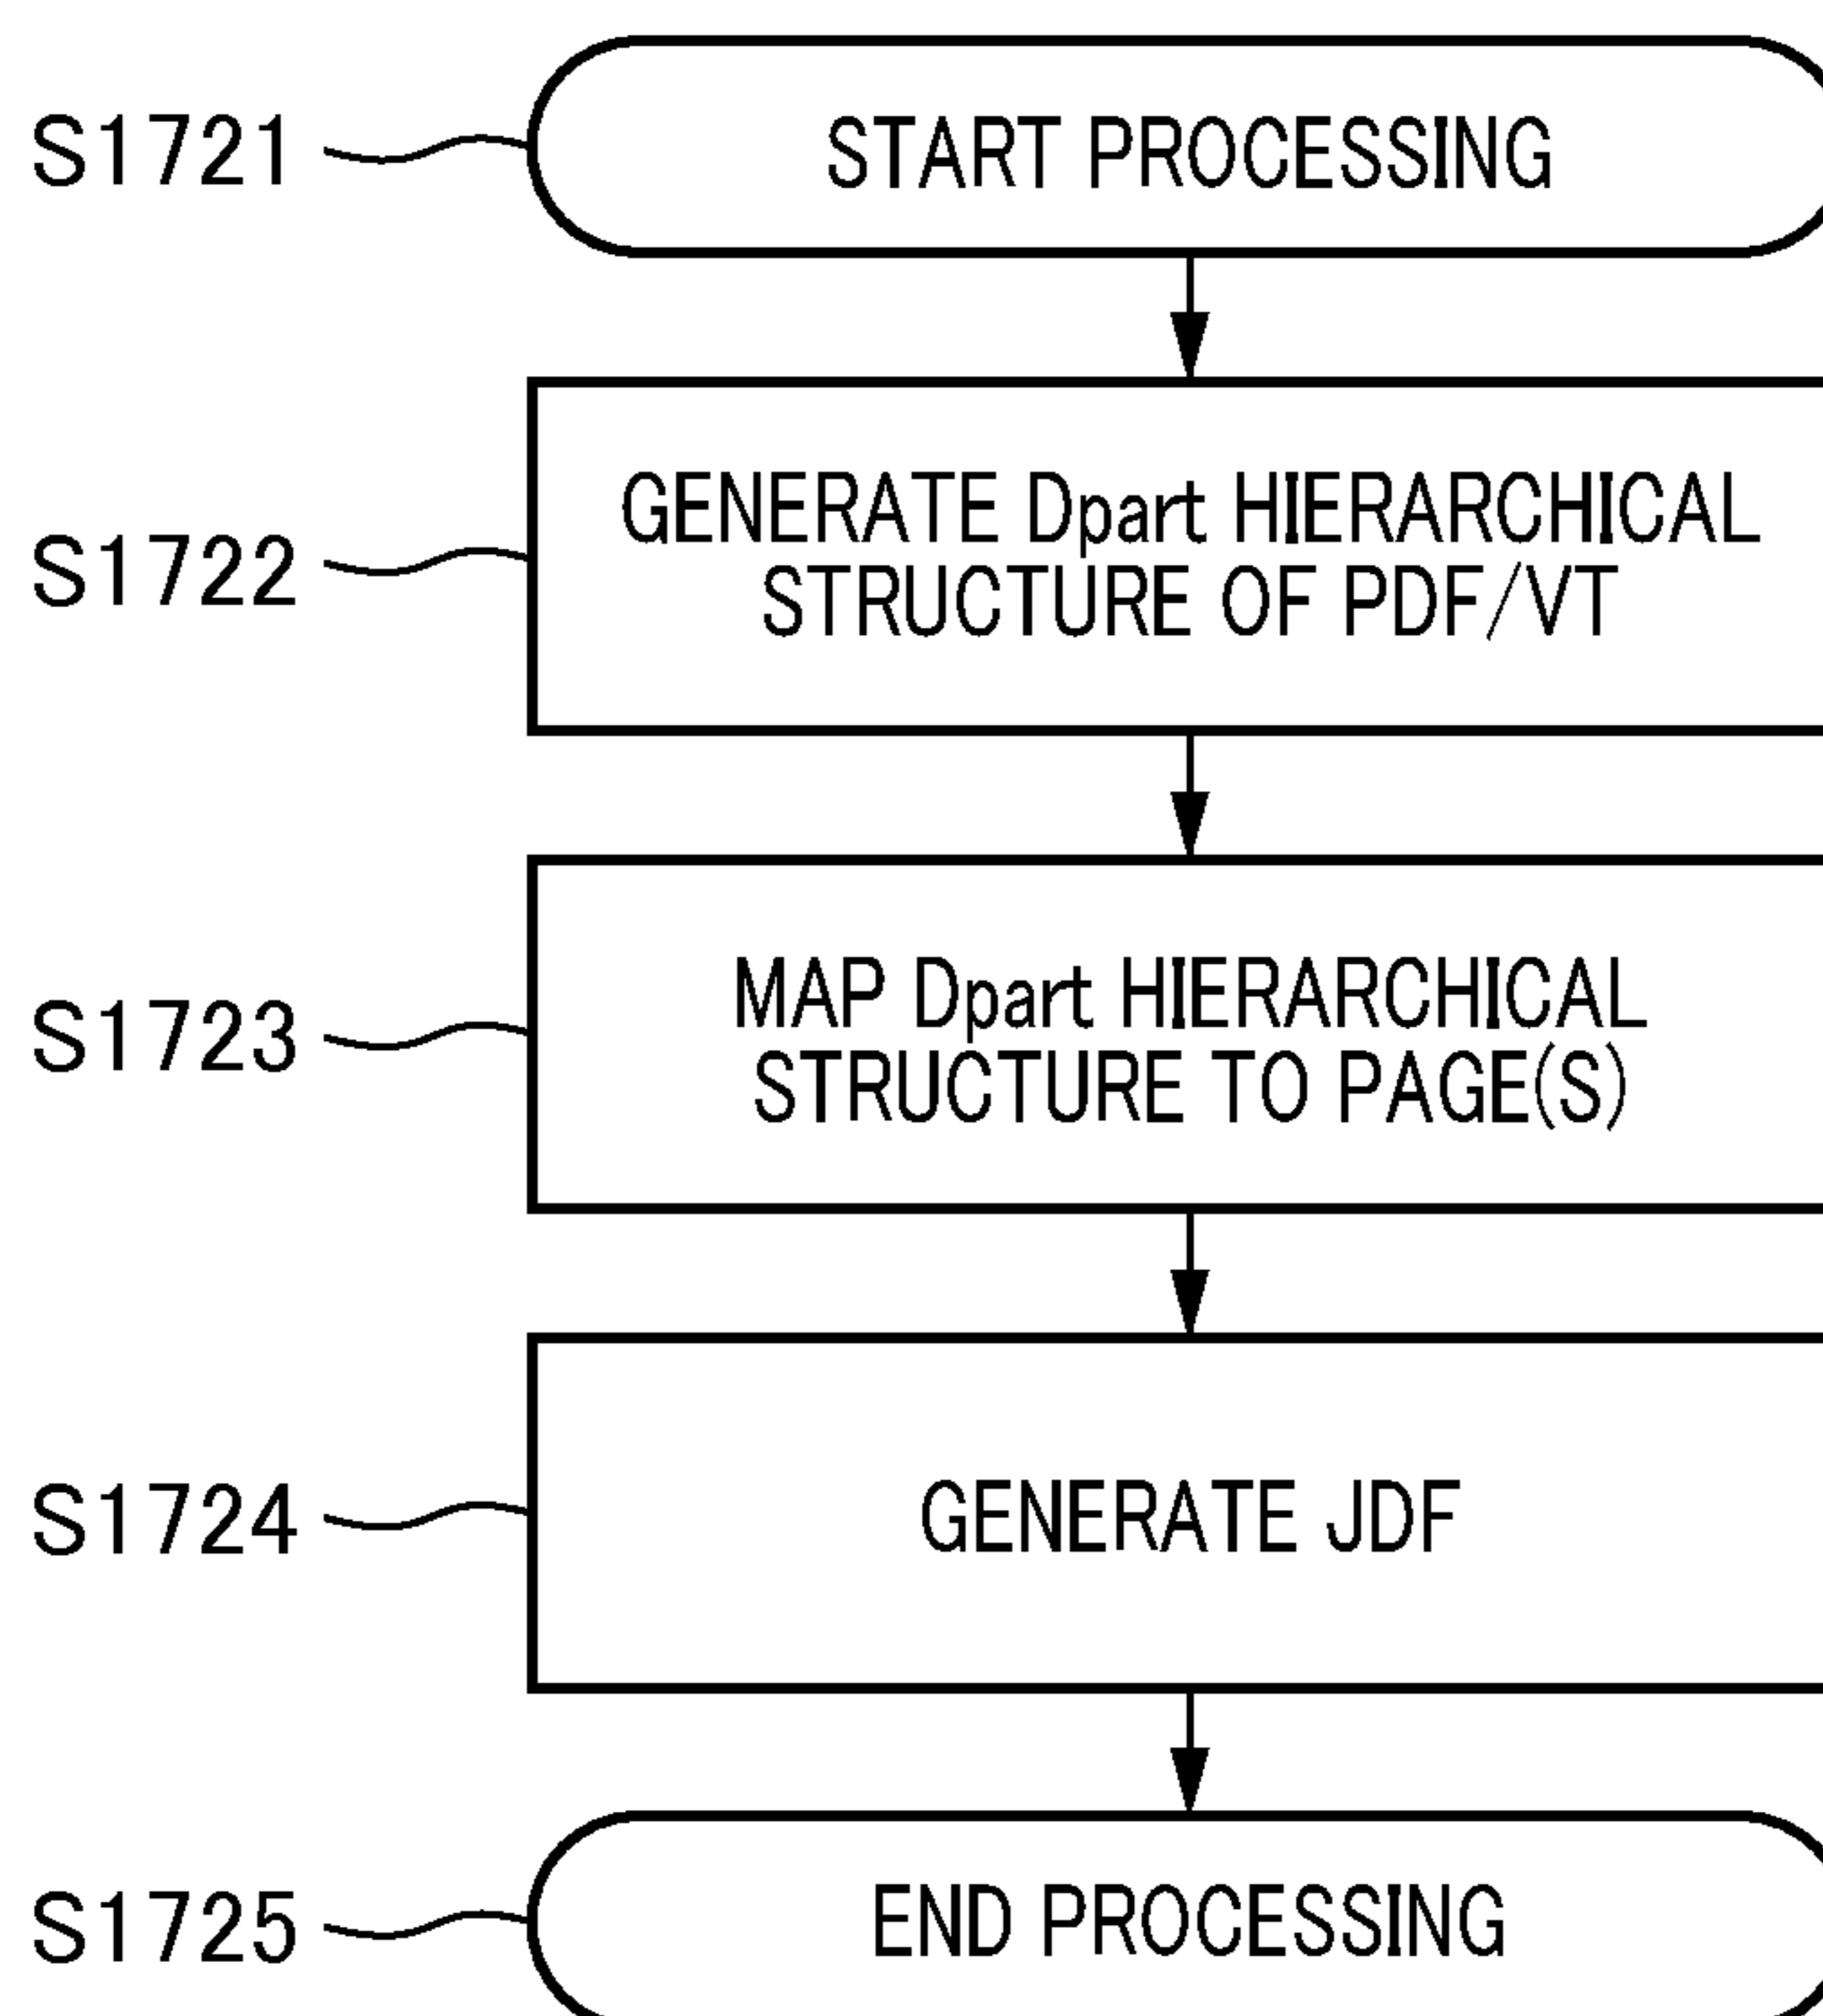 S1721 START PROCESSING
GENERATE Dpart HIERARCHICAL
S1722 STRUCTURE OF PDF/VT
MAP Dpart HIERARCHICAL
S1723 STRUCTURE TO PAGE(S)
S1724 GENERATE JDF
S1725 END PROCESSING